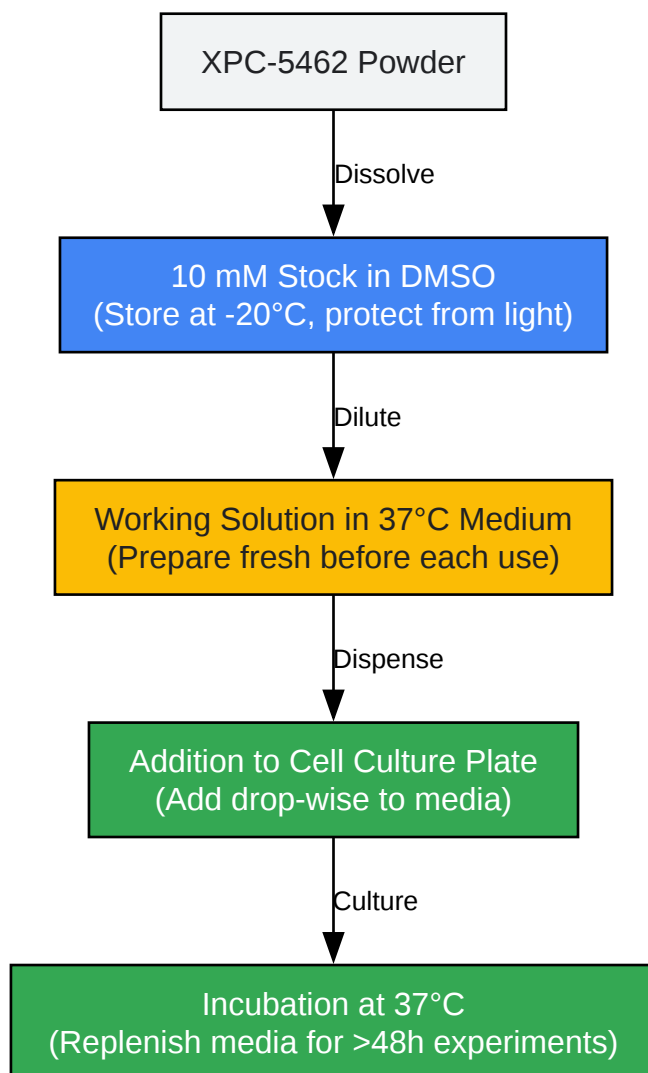 XPC-5462 Powder
Dissolve
10 mM Stock in DMSO
(Store at -20°C, protect from light)
Dilute
Working Solution in 37°C Medium
(Prepare fresh before each use)
Dispense
Addition to Cell Culture Plate
(Add drop-wise to media)
Culture
Incubation at 37°C
(Replenish media for >48h experiments)